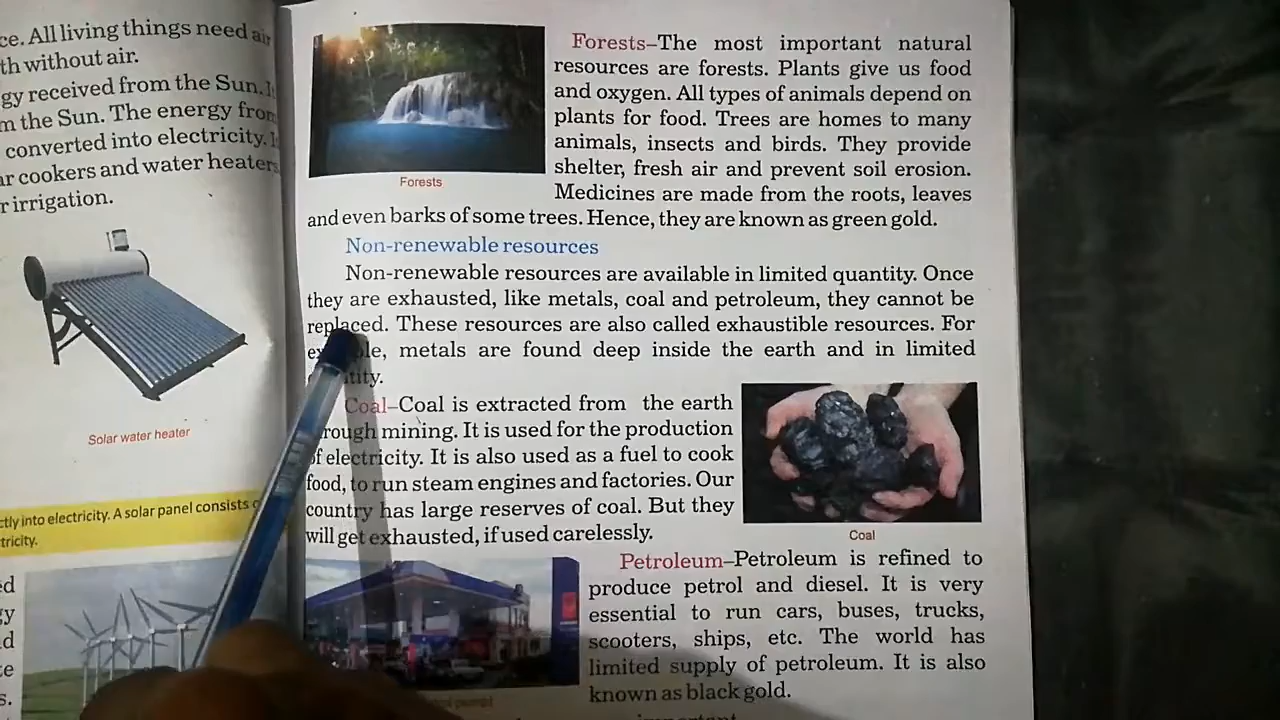 ce. All living things need air
th without air.
gy received from the Sun. It
m the Sun. The energy from
converted into electricity. I
ar cookers and water heaters
r irrigation.
Solar water heater
ctly into electricity. A solar panel consists o
tricity.
ed
gy
d
te
s.
Forests–The most important natural
resources are forests. Plants give us food
and oxygen. All types of animals depend on
plants for food. Trees are homes to many
animals, insects and birds. They provide
shelter, fresh air and prevent soil erosion.
Medicines are made from the roots, leaves
and even barks of some trees. Hence, they are known as green gold.
Forests
Non-renewable resources
Non-renewable resources are available in limited quantity. Once
they are exhausted, like metals, coal and petroleum, they cannot be
replaced. These resources are also called exhaustible resources. For
ex le, metals are found deep inside the earth and in limited
tity.
Coal–Coal is extracted from the earth
rough mining. It is used for the production
of electricity. It is also used as a fuel to cook
food, to run steam engines and factories. Our
country has large reserves of coal. But they
will get exhausted, if used carelessly.
Coal
Petroleum–Petroleum is refined to
produce petrol and diesel. It is very
essential to run cars, buses, trucks,
scooters, ships, etc. The world has
limited supply of petroleum. It is also
known as black gold.
important